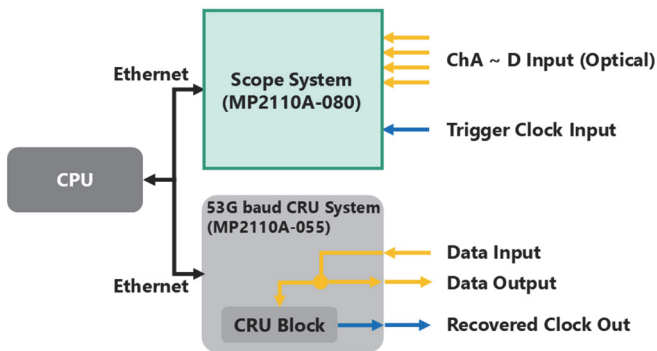 Ethernet
Scope System
(MP2110A-080)
ChA ~ D Input (Optical)
Trigger Clock Input
CPU
53G baud CRU System
(MP2110A-055)
Data Input
Data Output
Ethernet
CRU Block
Recovered Clock Out